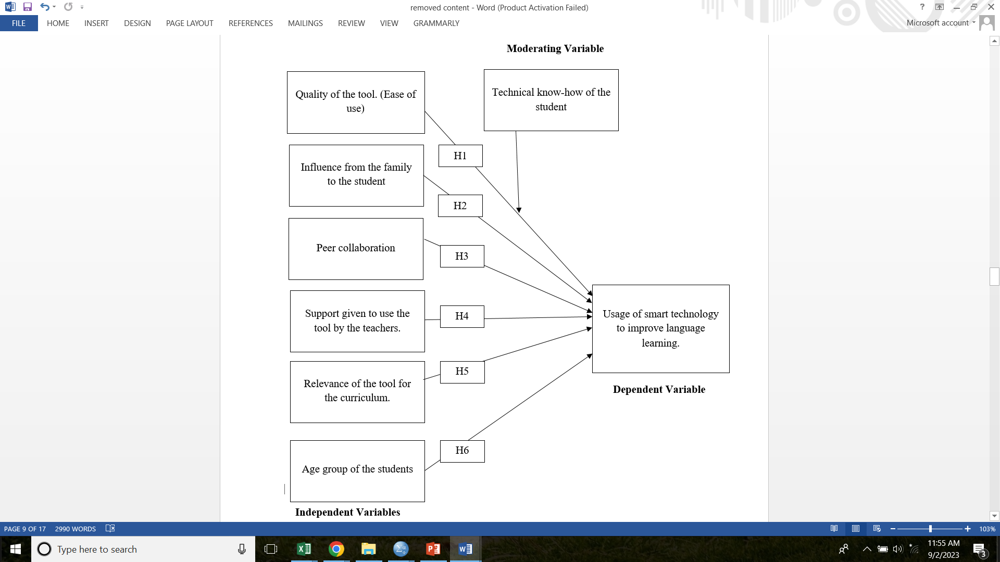 removed content - Word (Product Activation Failed)
?
FILE
HOME
INSERT
DESIGN
PAGE LAYOUT
REFERENCES
MAILINGS
REVIEW
VIEW
GRAMMARLY
Microsoft account
Moderating Variable
Quality of the tool. (Ease of
use)
Technical know-how of the
student
H1
Influence from the family
to the student
H2
Peer collaboration
H3
Support given to use the
tool by the teachers.
H4
Usage of smart technology
to improve language
learning.
Relevance of the tool for
the curriculum.
H5
Dependent Variable
Age group of the students
H6
Independent Variables
PAGE 9 OF 17
2990 WORDS
103%
Type here to search
11:55 AM
9/2/2023
3